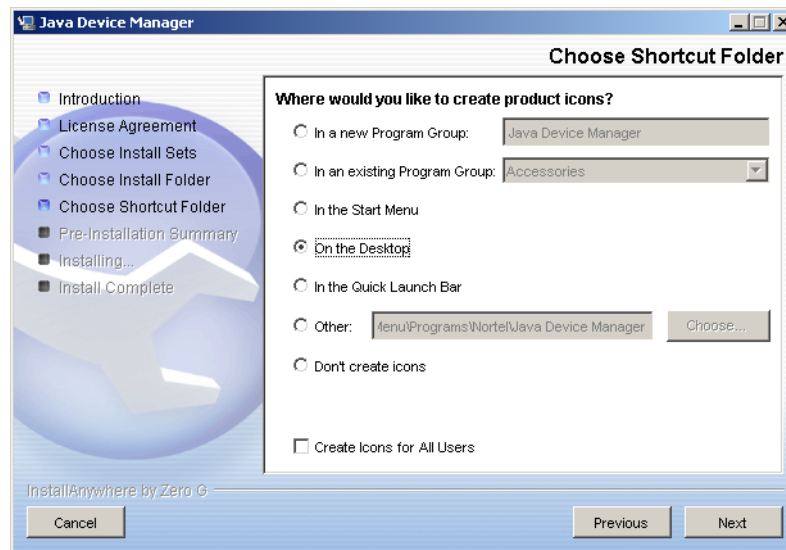 Java Device Manager
Choose Shortcut Folder
Introduction
License Agreement
Choose Install Sets
Choose Install Folder
Choose Shortcut Folder
Pre-Installation Summary
Installing...
Install Complete
Where would you like to create product icons?
In a new Program Group: Java Device Manager
In an existing Program Group: Accessories
In the Start Menu
On the Desktop
In the Quick Launch Bar
Other: Menu\Programs\Nortel\Java Device Manager Choose...
Don't create icons
Create Icons for All Users
InstallAnywhere by Zero G
Cancel Previous Next